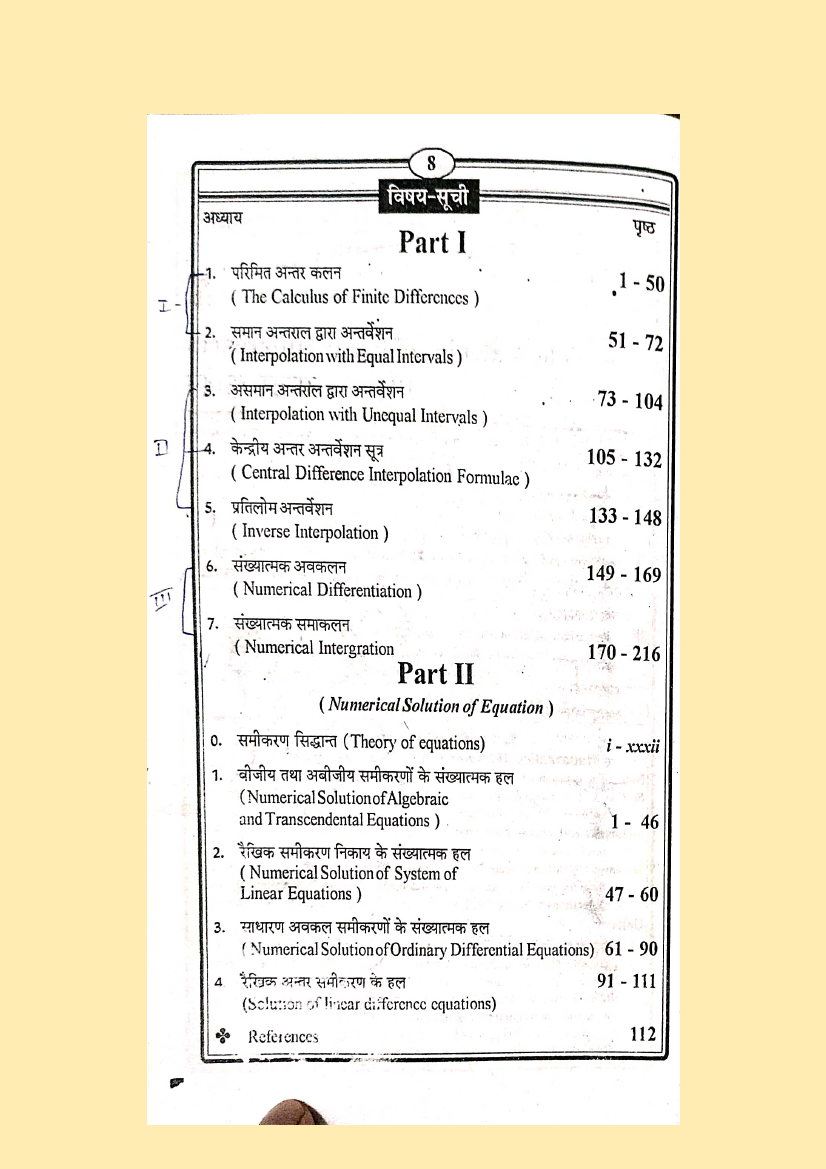 8
विषय-सूची
अध्याय
पृष्ठ
Part I
1. परिमित अन्तर कलन
1 - 50
( The Calculus of Finite Differences )
I
2. समान अन्तराल द्वारा अन्तर्वेशन
51 - 72
( Interpolation with Equal Intervals )
3. असमान अन्तराल द्वारा अन्तर्वेशन
73 - 104
( Interpolation with Unequal Intervals )
II
4. केन्द्रीय अन्तर अन्तर्वेशन सूत्र
105 - 132
( Central Difference Interpolation Formulae )
5. प्रतिलोम अन्तर्वेशन
133 - 148
( Inverse Interpolation )
6. संख्यात्मक अवकलन
149 - 169
( Numerical Differentiation )
III
7. संख्यात्मक समाकलन
( Numerical Intergration
170 - 216
Part II
( Numerical Solution of Equation )
0. समीकरण सिद्धान्त (Theory of equations)
i - xxxii
1. बीजीय तथा अबीजीय समीकरणों के संख्यात्मक हल
(Numerical Solution of Algebraic
and Transcendental Equations )
1 - 46
2. रैखिक समीकरण निकाय के संख्यात्मक हल
( Numerical Solution of System of
Linear Equations )
47 - 60
3. साधारण अवकल समीकरणों के संख्यात्मक हल
( Numerical Solution of Ordinary Differential Equations) 61 - 90
4 रैखिक अन्तर समीकरण के हल
91 - 111
(Solution of linear difference equations)
❖ References
112